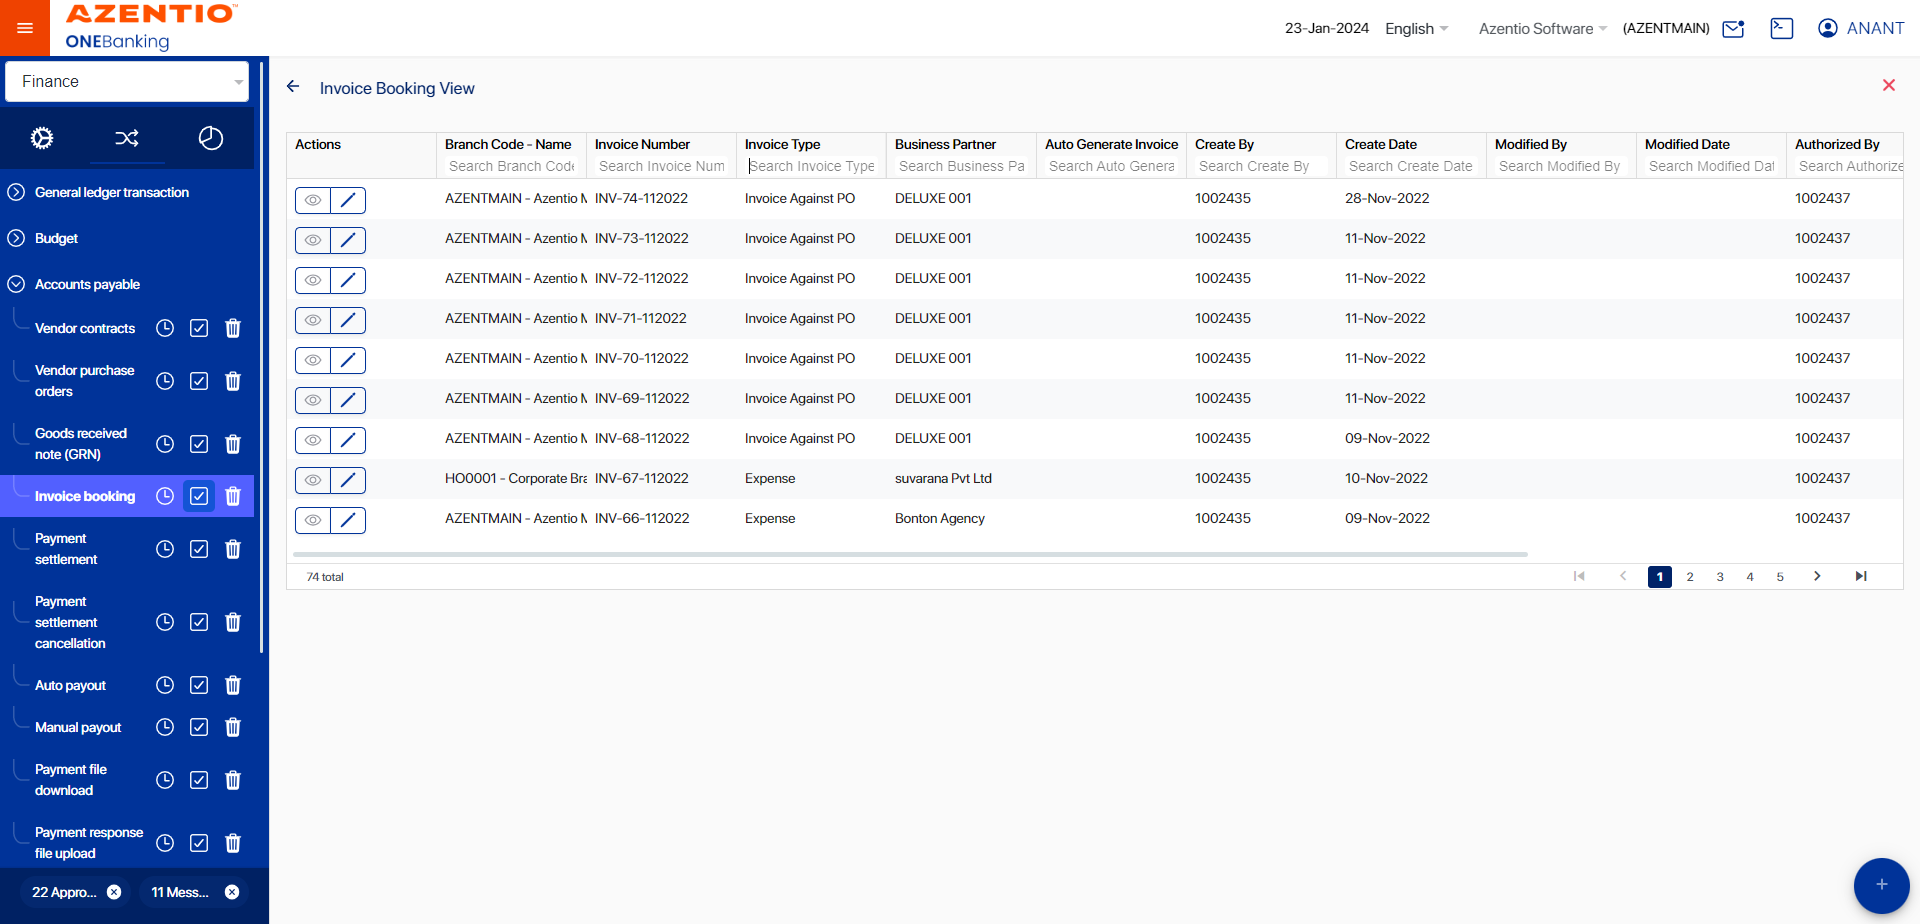 AZENTIO™
ONEBanking
23-Jan-2024 English Azentio Software (AZENTMAIN) ANANT
Finance
General ledger transaction
Budget
Accounts payable
Vendor contracts
Vendor purchase
orders
Goods received
note (GRN)
Invoice booking
Payment
settlement
Payment
settlement
cancellation
Auto payout
Manual payout
Payment file
download
Payment response
file upload
22 Appro... 11 Mess...
Invoice Booking View
Actions Branch Code - Name Invoice Number Invoice Type Business Partner Auto Generate Invoice Create By Create Date Modified By Modified Date Authorized By
Search Branch Code Search Invoice Num Search Invoice Type Search Business Pa Search Auto Genera Search Create By Search Create Date Search Modified By Search Modified Dat Search Authorize
AZENTMAIN - Azentio M INV-74-112022 Invoice Against PO DELUXE 001 1002435 28-Nov-2022 1002437
AZENTMAIN - Azentio M INV-73-112022 Invoice Against PO DELUXE 001 1002435 11-Nov-2022 1002437
AZENTMAIN - Azentio M INV-72-112022 Invoice Against PO DELUXE 001 1002435 11-Nov-2022 1002437
AZENTMAIN - Azentio M INV-71-112022 Invoice Against PO DELUXE 001 1002435 11-Nov-2022 1002437
AZENTMAIN - Azentio M INV-70-112022 Invoice Against PO DELUXE 001 1002435 11-Nov-2022 1002437
AZENTMAIN - Azentio M INV-69-112022 Invoice Against PO DELUXE 001 1002435 11-Nov-2022 1002437
AZENTMAIN - Azentio M INV-68-112022 Invoice Against PO DELUXE 001 1002435 09-Nov-2022 1002437
HO0001 - Corporate Bra INV-67-112022 Expense suvarana Pvt Ltd 1002435 10-Nov-2022 1002437
AZENTMAIN - Azentio M INV-66-112022 Expense Bonton Agency 1002435 09-Nov-2022 1002437
74 total 1 2 3 4 5